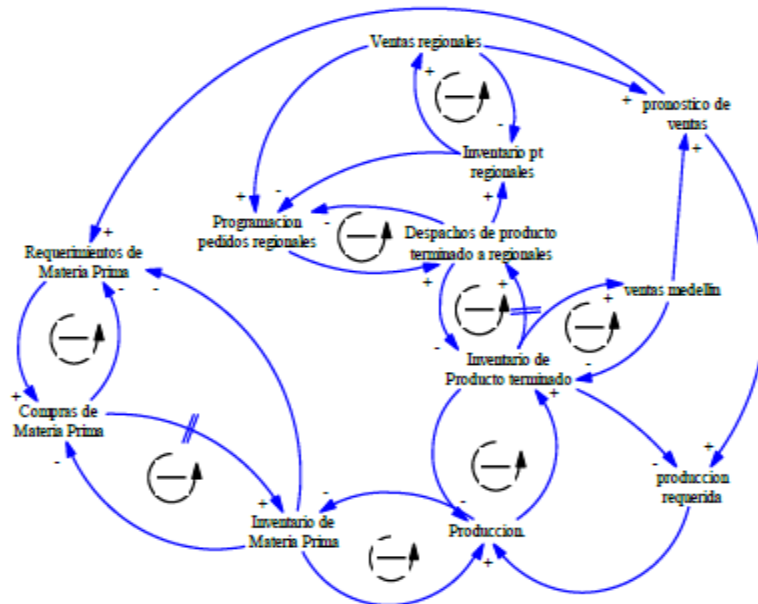 Ventas regionales
pronostico de
ventas
Inventario pt
regionales
Programacion
pedidos regionales
Despachos de producto
terminado a regionales
Requerimientos de
Materia Prima
ventas medellin
Inventario de
Producto terminado
Compras de
Materia Prima
produccion
requerida
Inventario de
Materia Prima
Produccion.